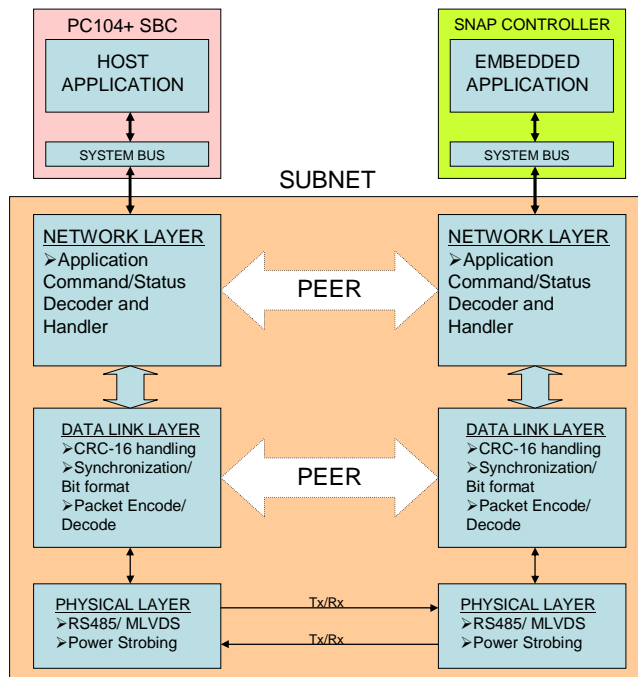 PC104+ SBC
HOST
APPLICATION
SYSTEM BUS
SNAP CONTROLLER
EMBEDDED
APPLICATION
SYSTEM BUS
SUBNET
NETWORK LAYER
➢Application
Command/Status
Decoder and
Handler
PEER
NETWORK LAYER
➢Application
Command/Status
Decoder and
Handler
DATA LINK LAYER
➢CRC-16 handling
➢Synchronization/
Bit format
➢Packet Encode/
Decode
PEER
DATA LINK LAYER
➢CRC-16 handling
➢Synchronization/
Bit format
➢Packet Encode/
Decode
PHYSICAL LAYER
➢RS485/ MLVDS
➢Power Strobing
Tx/Rx
Tx/Rx
PHYSICAL LAYER
➢RS485/ MLVDS
➢Power Strobing